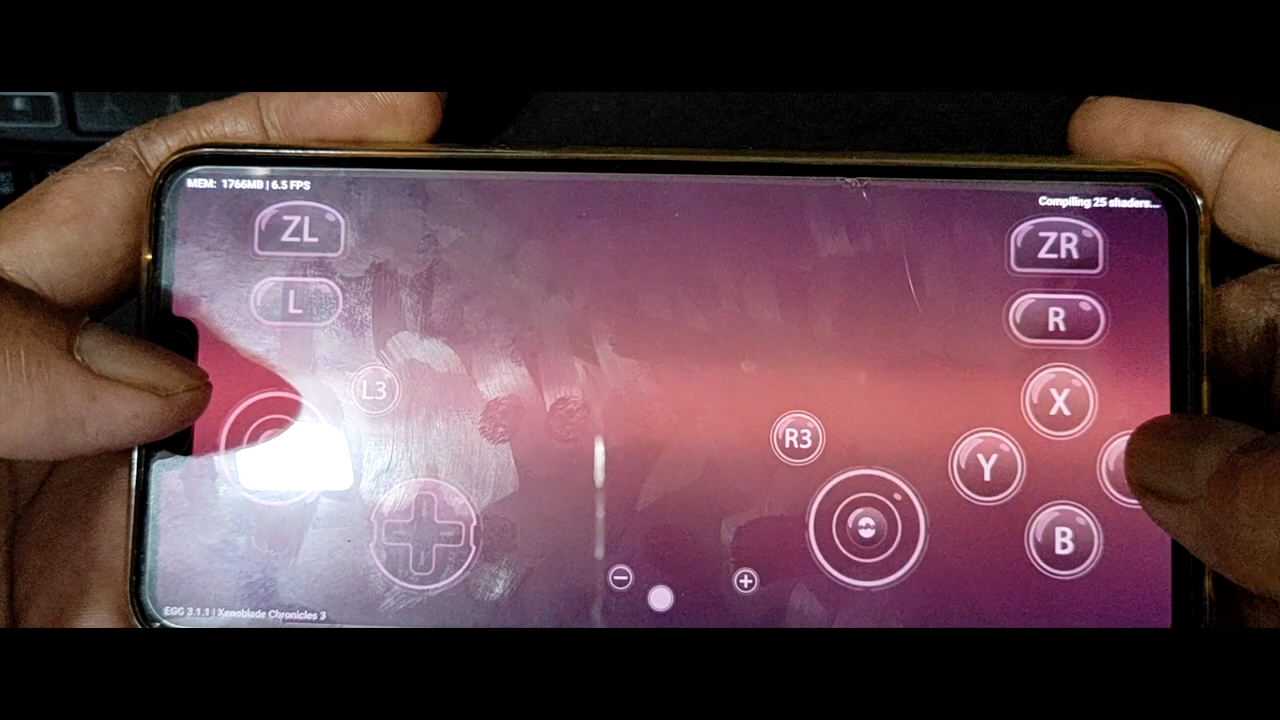 MEM: 1766MB | 6.5 FPS
Compiling 25 shaders...
ZL
ZR
L
R
L3
X
R3
Y
B
EGG 3.1.1 | Xenoblade Chronicles 3